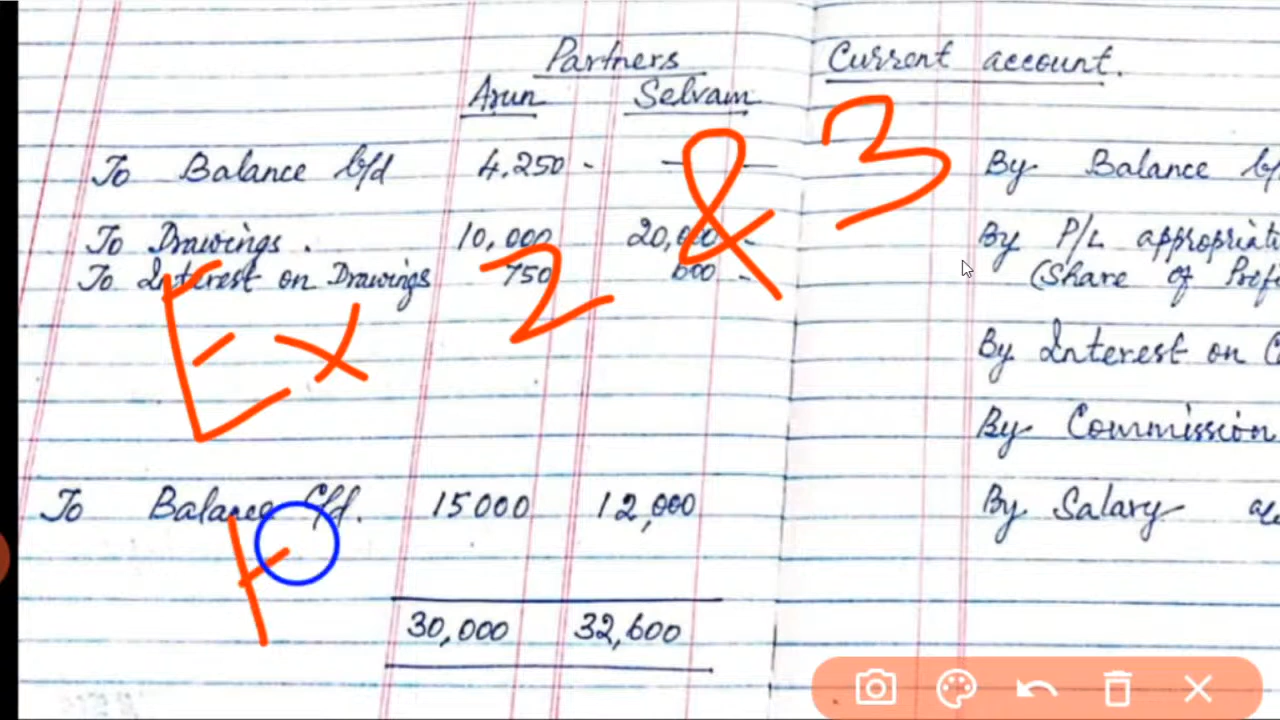 Partners Current account.
Arun Selvam
To Balance b/d 4.250 - — By Balance b/d
To Drawings. 10,000 20,000 - By P/L appropriati
To Interest on Drawings 750 600 - (Share of Profi
Ex 2 & 3
By Interest on C
By Commission.
To Balance c/d. 15000 12,000 By Salary
30,000 32,600